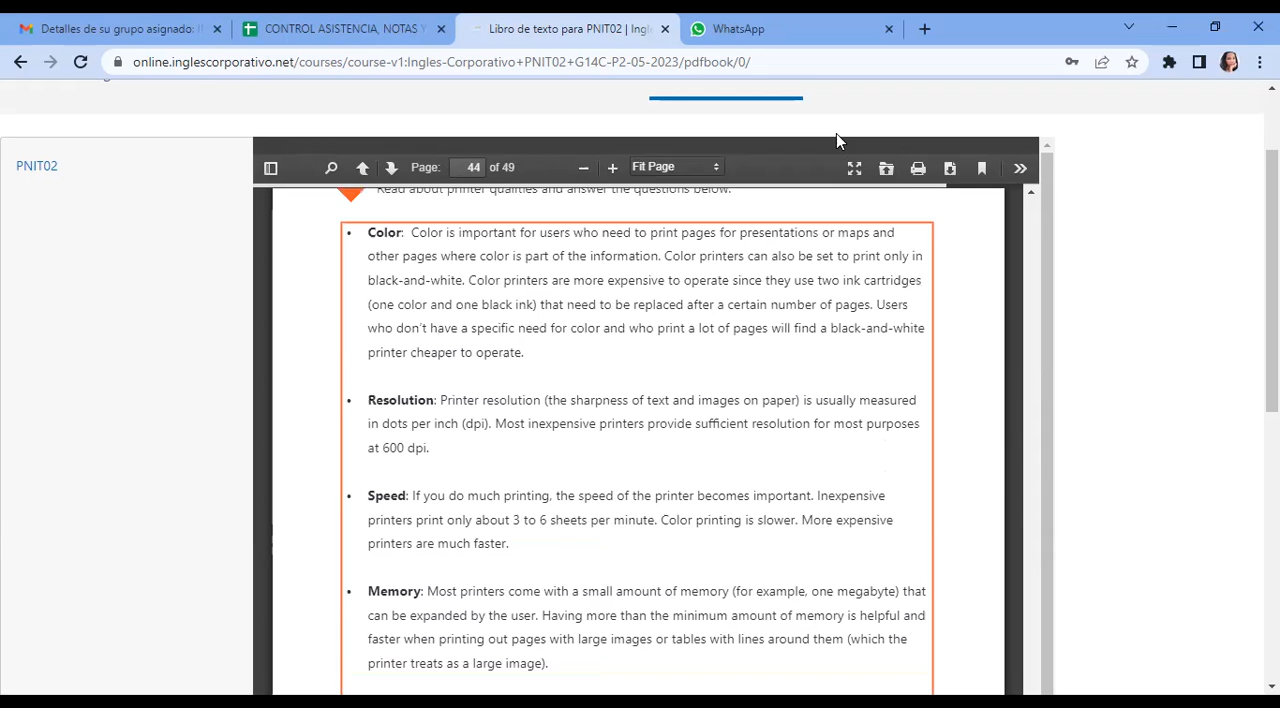 Detalles de su grupo asignado: I
CONTROL ASISTENCIA, NOTAS Y
Libro de texto para PNIT02 | Ingl
WhatsApp
online.inglescorporativo.net/courses/course-v1:Ingles-Corporativo+PNIT02+G14C-P2-05-2023/pdfbook/0/
PNIT02
Page: 44 of 49
Fit Page
Read about printer qualities and answer the questions below.
• Color: Color is important for users who need to print pages for presentations or maps and
other pages where color is part of the information. Color printers can also be set to print only in
black-and-white. Color printers are more expensive to operate since they use two ink cartridges
(one color and one black ink) that need to be replaced after a certain number of pages. Users
who don't have a specific need for color and who print a lot of pages will find a black-and-white
printer cheaper to operate.
• Resolution: Printer resolution (the sharpness of text and images on paper) is usually measured
in dots per inch (dpi). Most inexpensive printers provide sufficient resolution for most purposes
at 600 dpi.
• Speed: If you do much printing, the speed of the printer becomes important. Inexpensive
printers print only about 3 to 6 sheets per minute. Color printing is slower. More expensive
printers are much faster.
• Memory: Most printers come with a small amount of memory (for example, one megabyte) that
can be expanded by the user. Having more than the minimum amount of memory is helpful and
faster when printing out pages with large images or tables with lines around them (which the
printer treats as a large image).